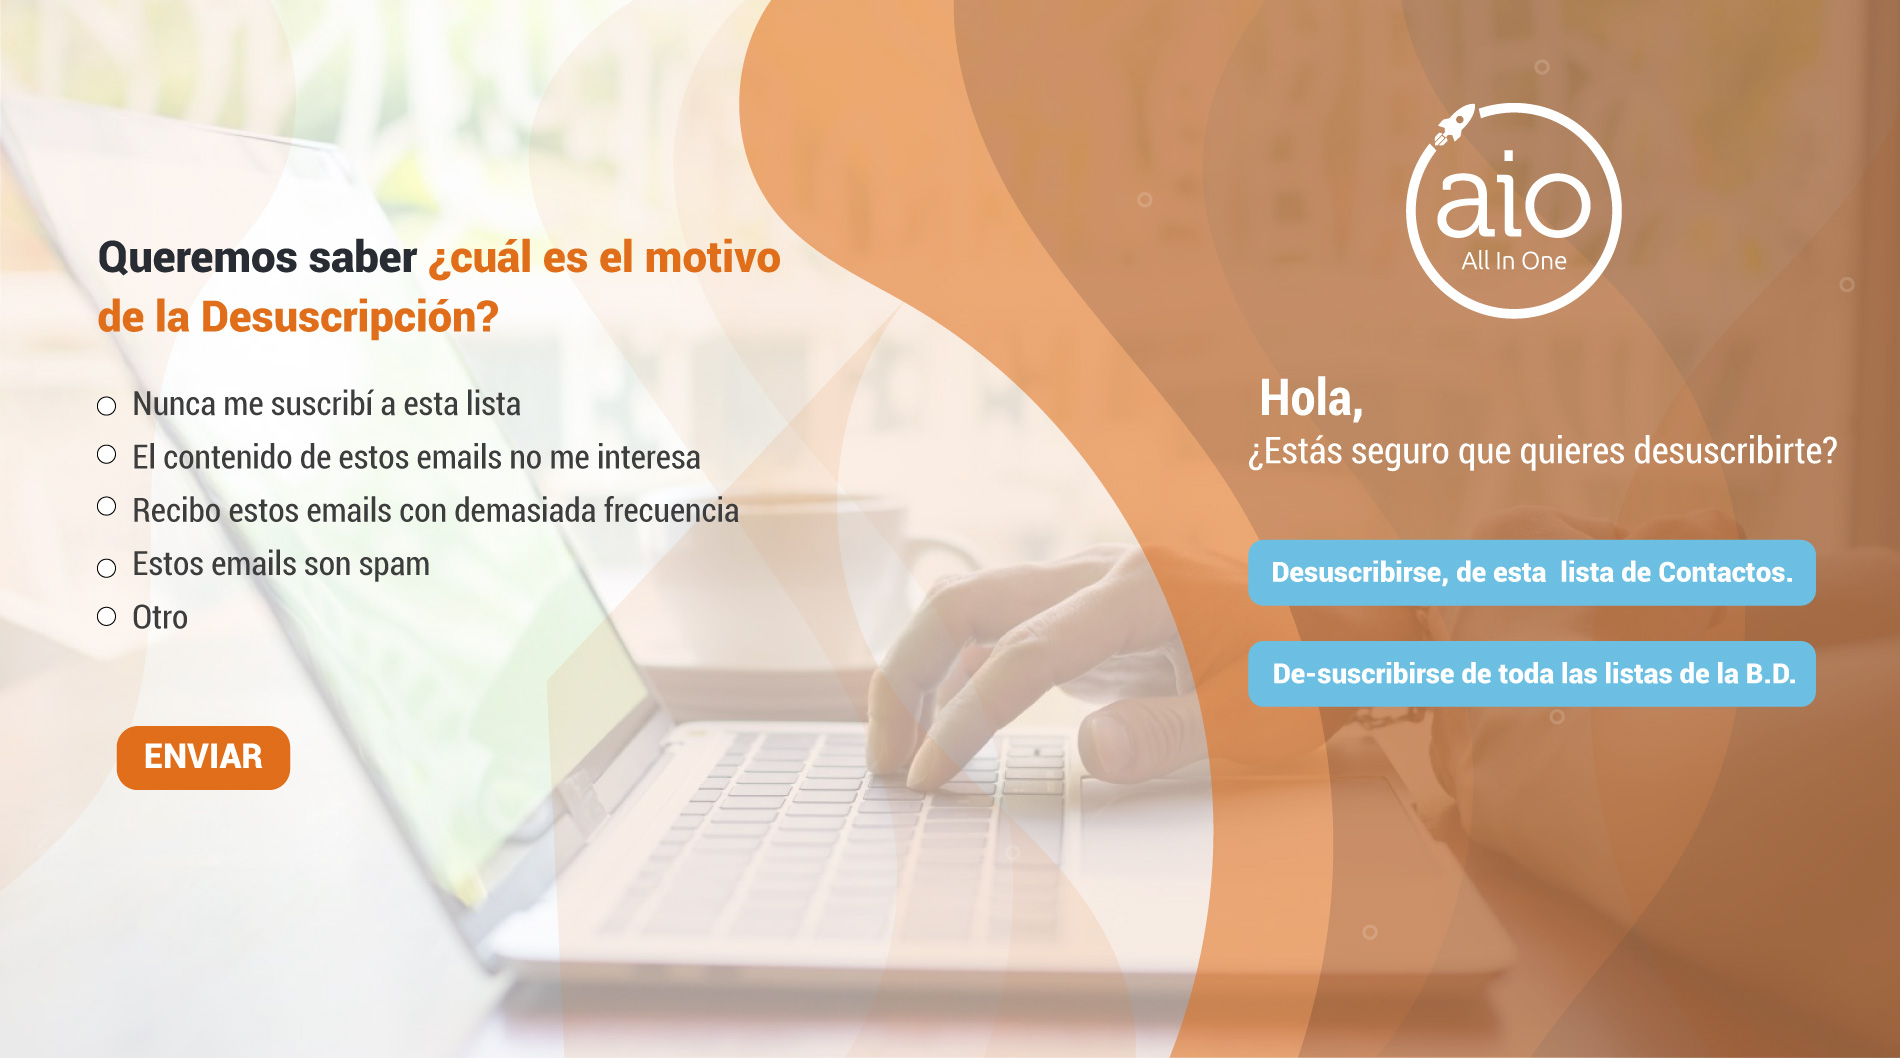 Queremos saber ¿cuál es el motivo
de la Desuscripción?
Nunca me suscribí a esta lista
El contenido de estos emails no me interesa
Recibo estos emails con demasiada frecuencia
Estos emails son spam
Otro
ENVIAR
aio
All In One
Hola,
¿Estás seguro que quieres desuscribirte?
Desuscribirse, de esta  lista de Contactos.
De-suscribirse de toda las listas de la B.D.